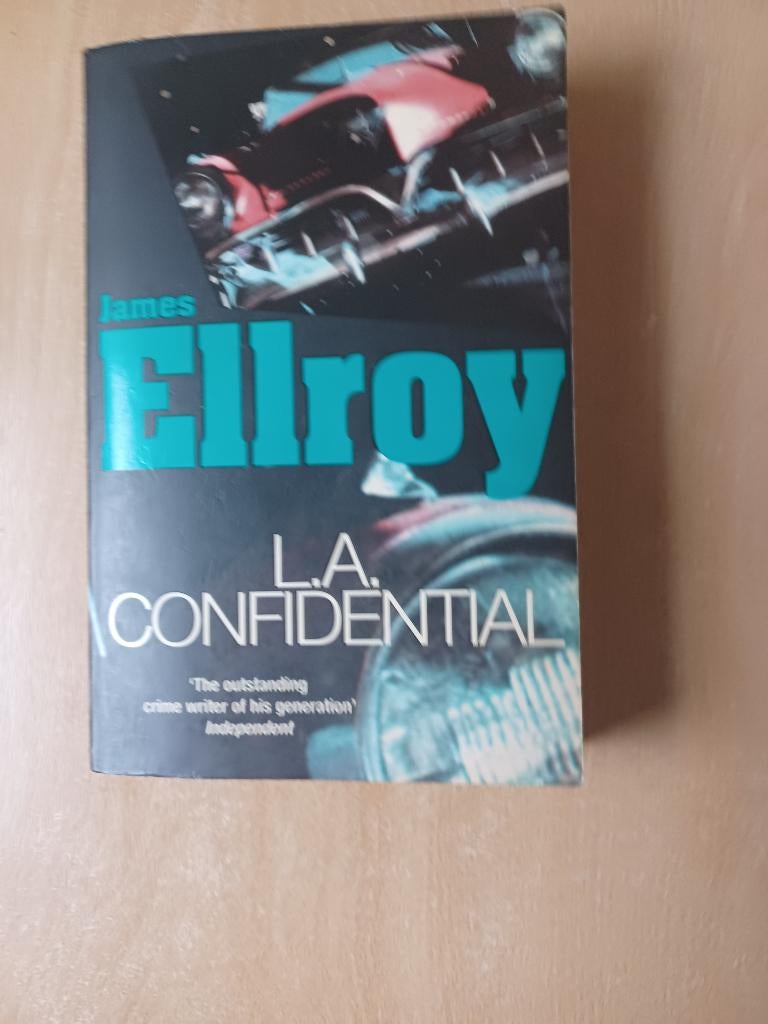 James
Ellroy
L.A.
CONFIDENTIAL
'The outstanding
crime writer of his generation'
Independent